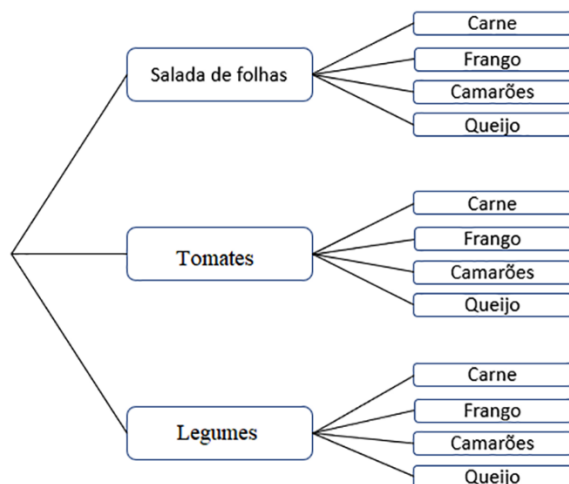 Salada de folhas
Carne
Frango
Camarões
Queijo
Tomates
Carne
Frango
Camarões
Queijo
Legumes
Carne
Frango
Camarões
Queijo